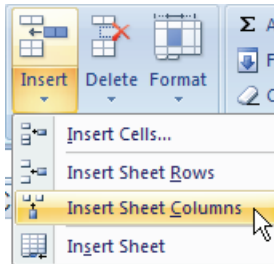 Σ A
F
Insert Delete Format
Insert Cells...
Insert Sheet Rows
Insert Sheet Columns
Insert Sheet